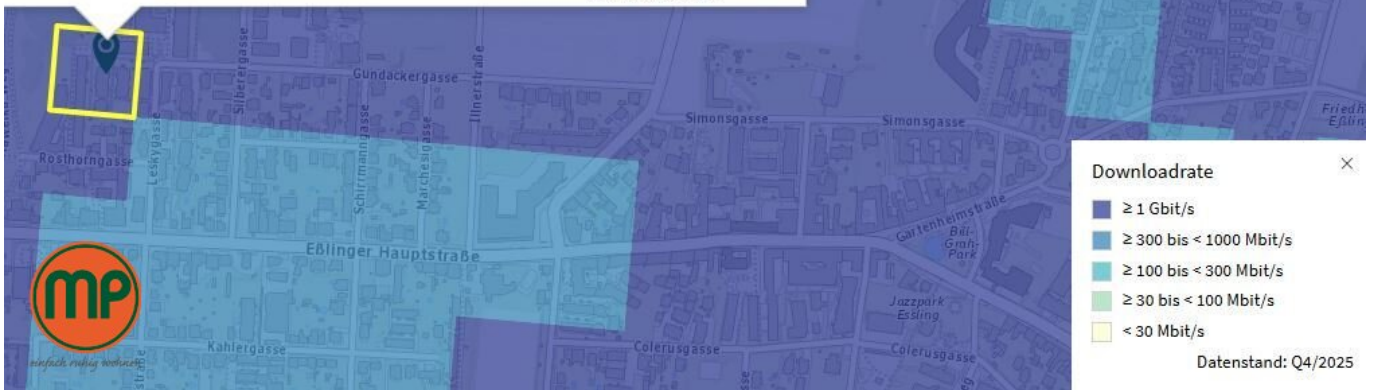 Gundackergasse
Silberergasse
Illnerstraße
Simonsgasse
Simonsgasse
Friedh
Eßlin
Rosthorngasse
Leskygasse
Schirrmanngasse
Marchesigasse
Eßlinger Hauptstraße
Gartenheimstraße
Bill-
Grah-
Park
Jazzpark
Essling
Kahlergasse
Colerusgasse
Colerusgasse
mp
einfach ruhig wohnen
Downloadrate
≥ 1 Gbit/s
≥ 300 bis < 1000 Mbit/s
≥ 100 bis < 300 Mbit/s
≥ 30 bis < 100 Mbit/s
< 30 Mbit/s
Datenstand: Q4/2025